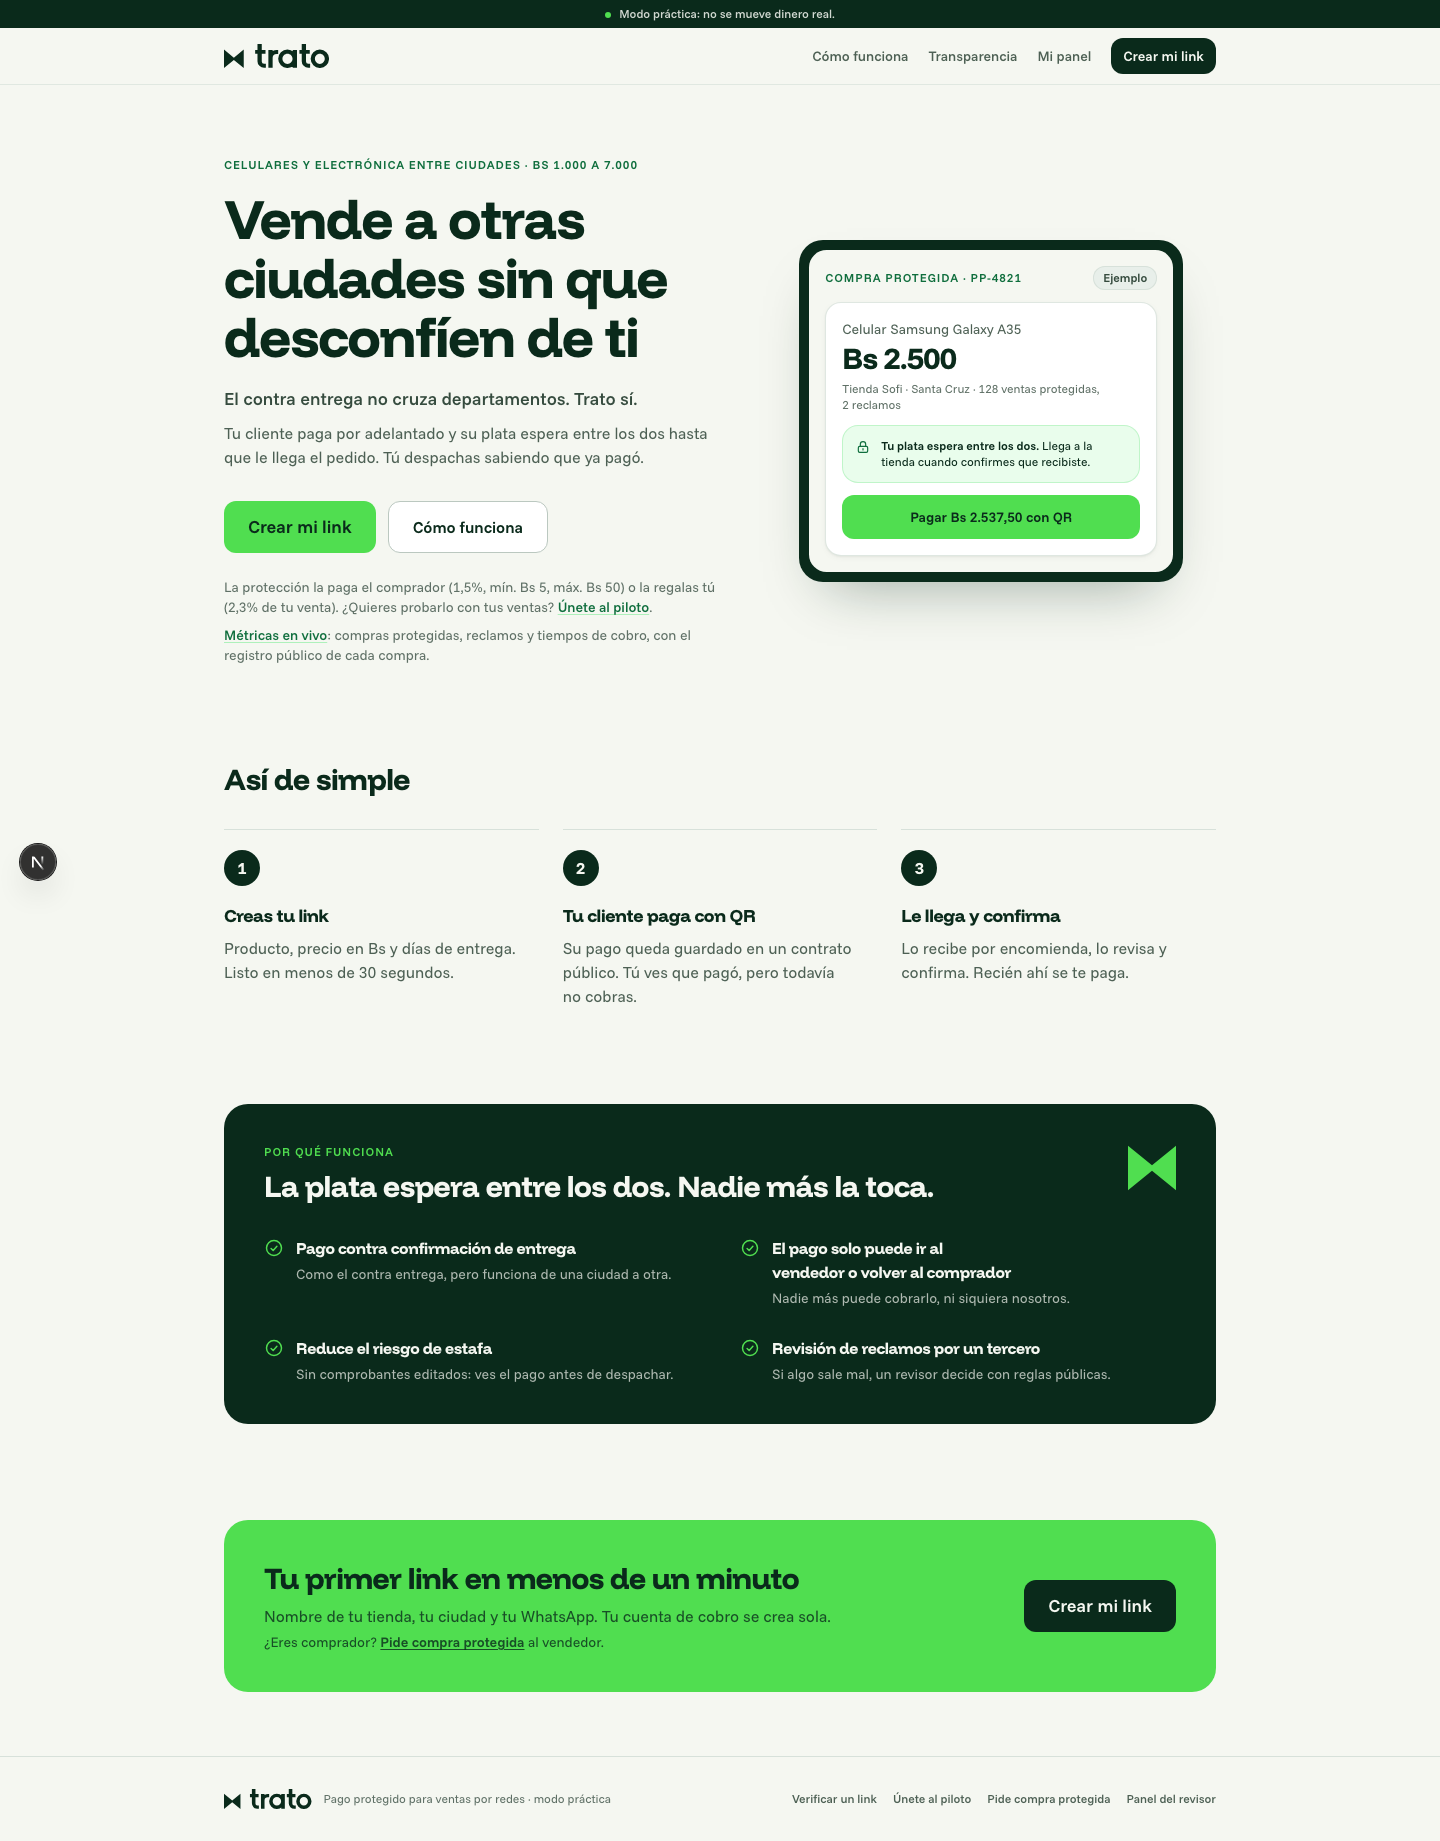 Modo práctica: no se mueve dinero real.
trato
Cómo funciona
Transparencia
Mi panel
Crear mi link
CELULARES Y ELECTRÓNICA ENTRE CIUDADES · BS 1.000 A 7.000
Vende a otras
ciudades sin que
desconfíen de ti
El contra entrega no cruza departamentos. Trato sí.
Tu cliente paga por adelantado y su plata espera entre los dos hasta
que le llega el pedido. Tú despachas sabiendo que ya pagó.
Crear mi link
Cómo funciona
La protección la paga el comprador (1,5%, mín. Bs 5, máx. Bs 50) o la regalas tú
(2,3% de tu venta). ¿Quieres probarlo con tus ventas? Únete al piloto.
Métricas en vivo: compras protegidas, reclamos y tiempos de cobro, con el
registro público de cada compra.
COMPRA PROTEGIDA · PP-4821
Ejemplo
Celular Samsung Galaxy A35
Bs 2.500
Tienda Sofi · Santa Cruz · 128 ventas protegidas,
2 reclamos
Tu plata espera entre los dos. Llega a la
tienda cuando confirmes que recibiste.
Pagar Bs 2.537,50 con QR
Así de simple
1
Creas tu link
Producto, precio en Bs y días de entrega.
Listo en menos de 30 segundos.
2
Tu cliente paga con QR
Su pago queda guardado en un contrato
público. Tú ves que pagó, pero todavía
no cobras.
3
Le llega y confirma
Lo recibe por encomienda, lo revisa y
confirma. Recién ahí se te paga.
N
POR QUÉ FUNCIONA
La plata espera entre los dos. Nadie más la toca.
Pago contra confirmación de entrega
Como el contra entrega, pero funciona de una ciudad a otra.
El pago solo puede ir al
vendedor o volver al comprador
Nadie más puede cobrarlo, ni siquiera nosotros.
Reduce el riesgo de estafa
Sin comprobantes editados: ves el pago antes de despachar.
Revisión de reclamos por un tercero
Si algo sale mal, un revisor decide con reglas públicas.
Tu primer link en menos de un minuto
Nombre de tu tienda, tu ciudad y tu WhatsApp. Tu cuenta de cobro se crea sola.
¿Eres comprador? Pide compra protegida al vendedor.
Crear mi link
trato
Pago protegido para ventas por redes · modo práctica
Verificar un link
Únete al piloto
Pide compra protegida
Panel del revisor